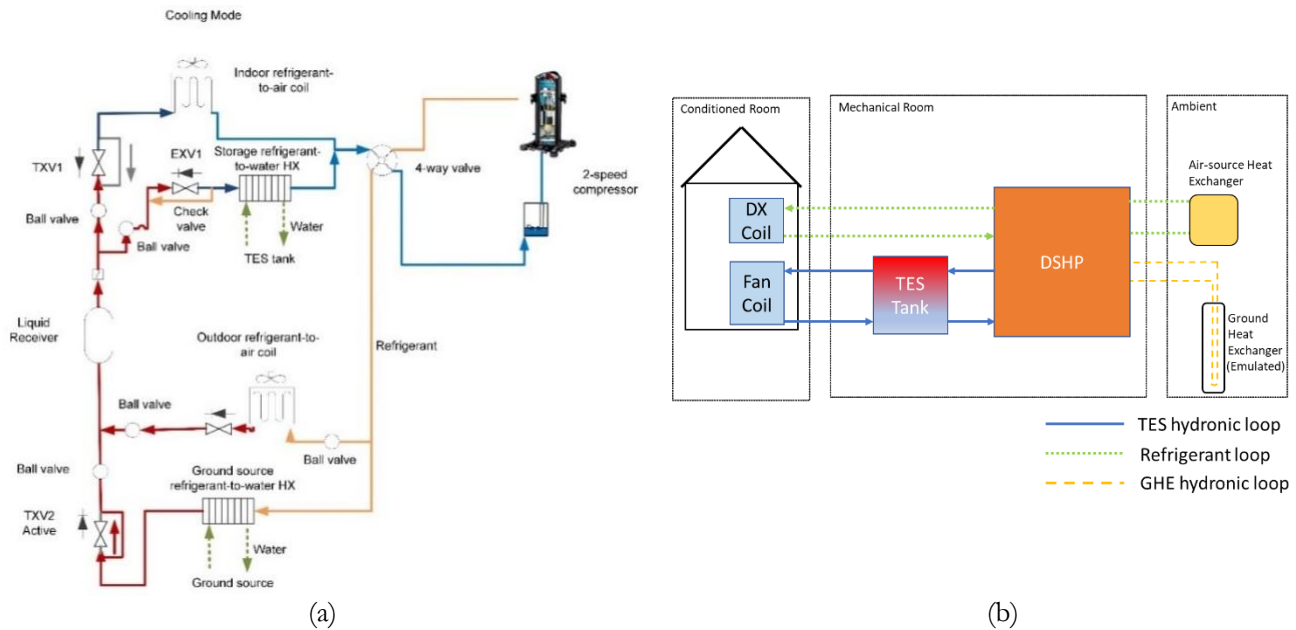 Cooling Mode
Indoor refrigerant-
to-air coil
TXV1
EXV1
Storage refrigerant-
to-water HX
4-way valve
2-speed
compressor
Ball valve
Check
valve
Ball valve
Water
TES tank
Liquid
Receiver
Outdoor refrigerant-to-
air coil
Refrigerant
Ball valve
Ball valve
Ball valve
Ground source
refrigerant-to-water HX
TXV2
Active
Water
Ground source
(a)
Conditioned Room
Mechanical Room
Ambient
Air-source Heat
Exchanger
DX
Coil
DSHP
Fan
Coil
TES
Tank
Ground
Heat
Exchanger
(Emulated)
TES hydronic loop
Refrigerant loop
GHE hydronic loop
(b)